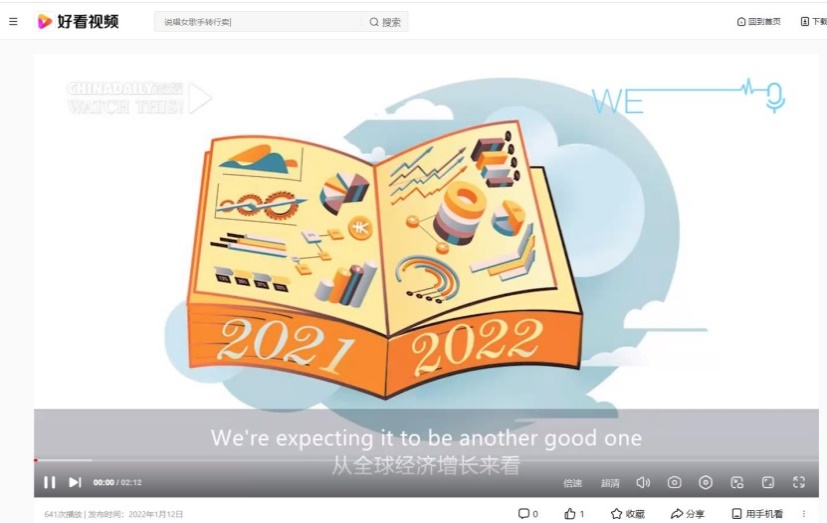 好看视频
说唱女歌手转行卖
搜索
回到首页
下载
CHINADAILY
WATCH THIS!
WE
2021
2022
We're expecting it to be another good one
从全球经济增长来看
00:00 / 02:12
倍速
超清
641次播放 | 发布时间：2022年1月12日
0
1
收藏
分享
用手机看